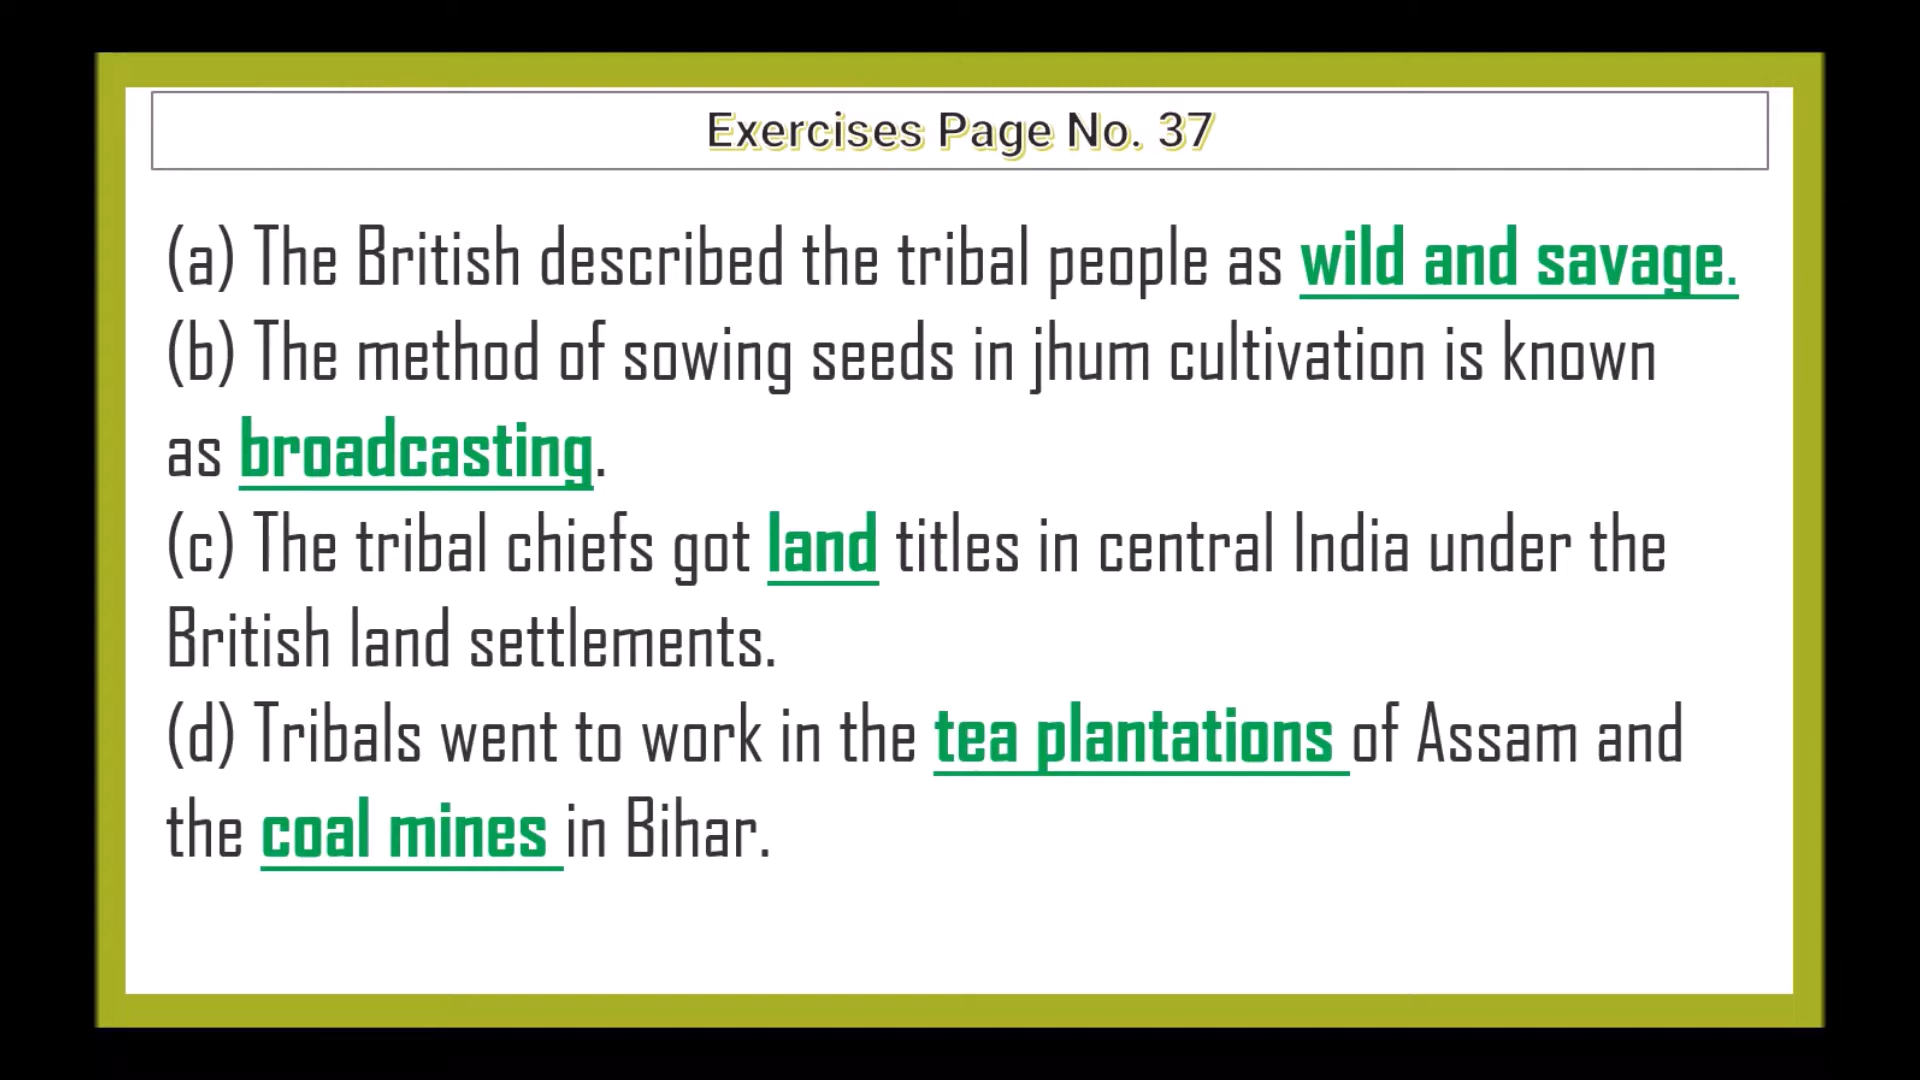 Exercises Page No. 37
(a) The British described the tribal people as wild and savage.
(b) The method of sowing seeds in jhum cultivation is known
as broadcasting.
(c) The tribal chiefs got land titles in central India under the
British land settlements.
(d) Tribals went to work in the tea plantations of Assam and
the coal mines in Bihar.